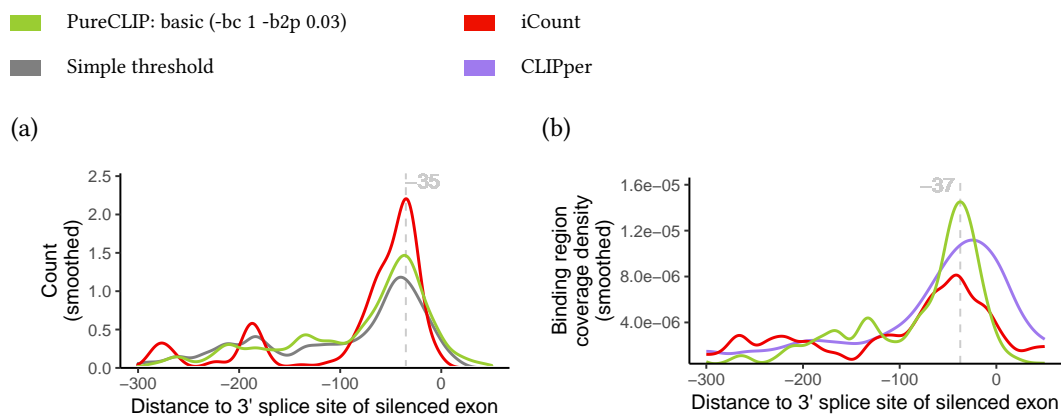 PureCLIP: basic (-bc 1 -b2p 0.03)
iCount
Simple threshold
CLIPper
(a)
(b)
−35
2.5
2.0
1.5
1.0
0.5
0.0
Count
(smoothed)
−300
−200
−100
0
Distance to 3' splice site of silenced exon
−37
1.6e−05
1.2e−05
8.0e−06
4.0e−06
Binding region
coverage density
(smoothed)
−300
−200
−100
0
Distance to 3' splice site of silenced exon